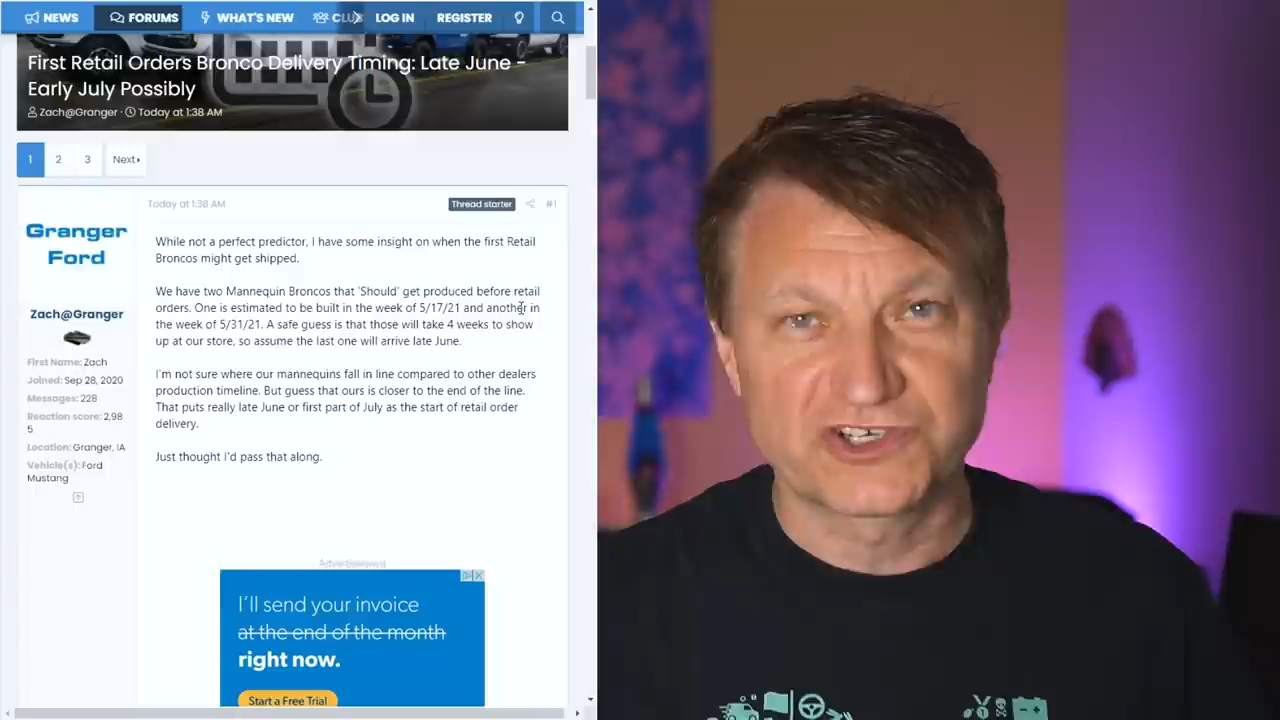 NEWS FORUMS WHAT'S NEW CLU LOG IN REGISTER
First Retail Orders Bronco Delivery Timing: Late June -
Early July Possibly
Zach@Granger · Today at 1:38 AM
1 2 3 Next
Today at 1:38 AM Thread starter #1
Granger
Ford
Zach@Granger
First Name: Zach
Joined: Sep 28, 2020
Messages: 228
Reaction score: 2,98
5
Location: Granger, IA
Vehicle(s): Ford
Mustang
While not a perfect predictor, I have some insight on when the first Retail
Broncos might get shipped.
We have two Mannequin Broncos that 'Should' get produced before retail
orders. One is estimated to be built in the week of 5/17/21 and another in
the week of 5/31/21. A safe guess is that those will take 4 weeks to show
up at our store, so assume the last one will arrive late June.
I'm not sure where our mannequins fall in line compared to other dealers
production timeline. But guess that ours is closer to the end of the line.
That puts really late June or first part of July as the start of retail order
delivery.
Just thought I'd pass that along.
Advertisement
I'll send your invoice
at the end of the month
right now.
Start a Free Trial